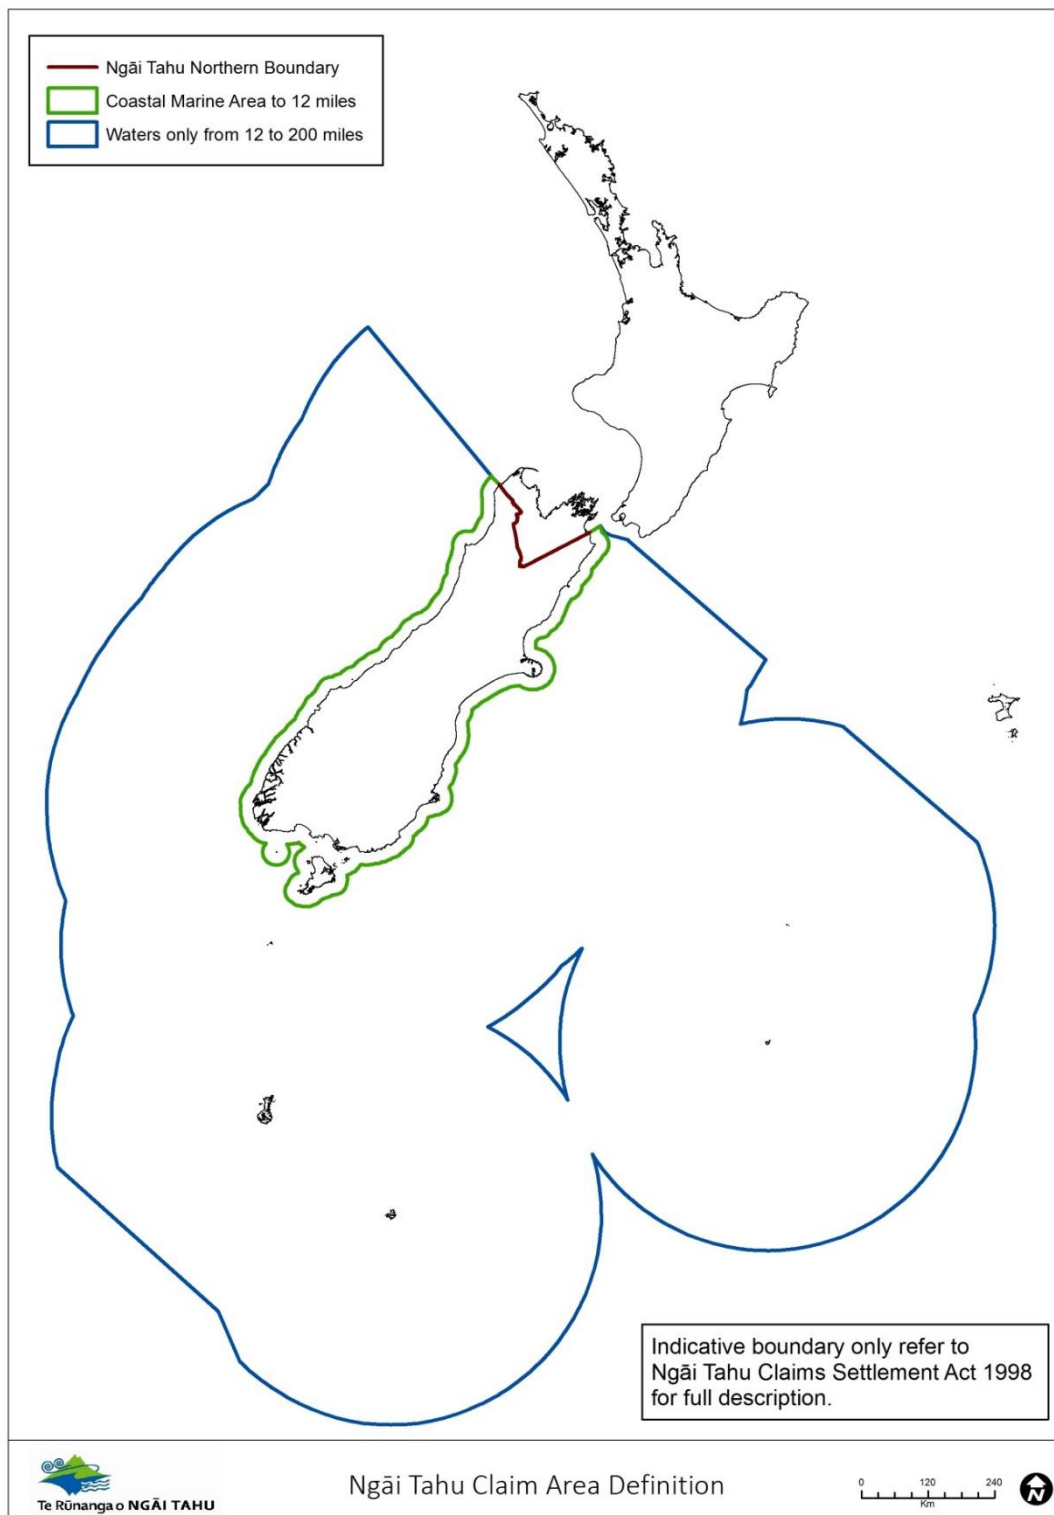 Ngāi Tahu Northern Boundary
Coastal Marine Area to 12 miles
Waters only from 12 to 200 miles
Indicative boundary only refer to
Ngāi Tahu Claims Settlement Act 1998
for full description.
Te Rūnanga o NGĀI TAHU
Ngāi Tahu Claim Area Definition
0 120 240
Km
N